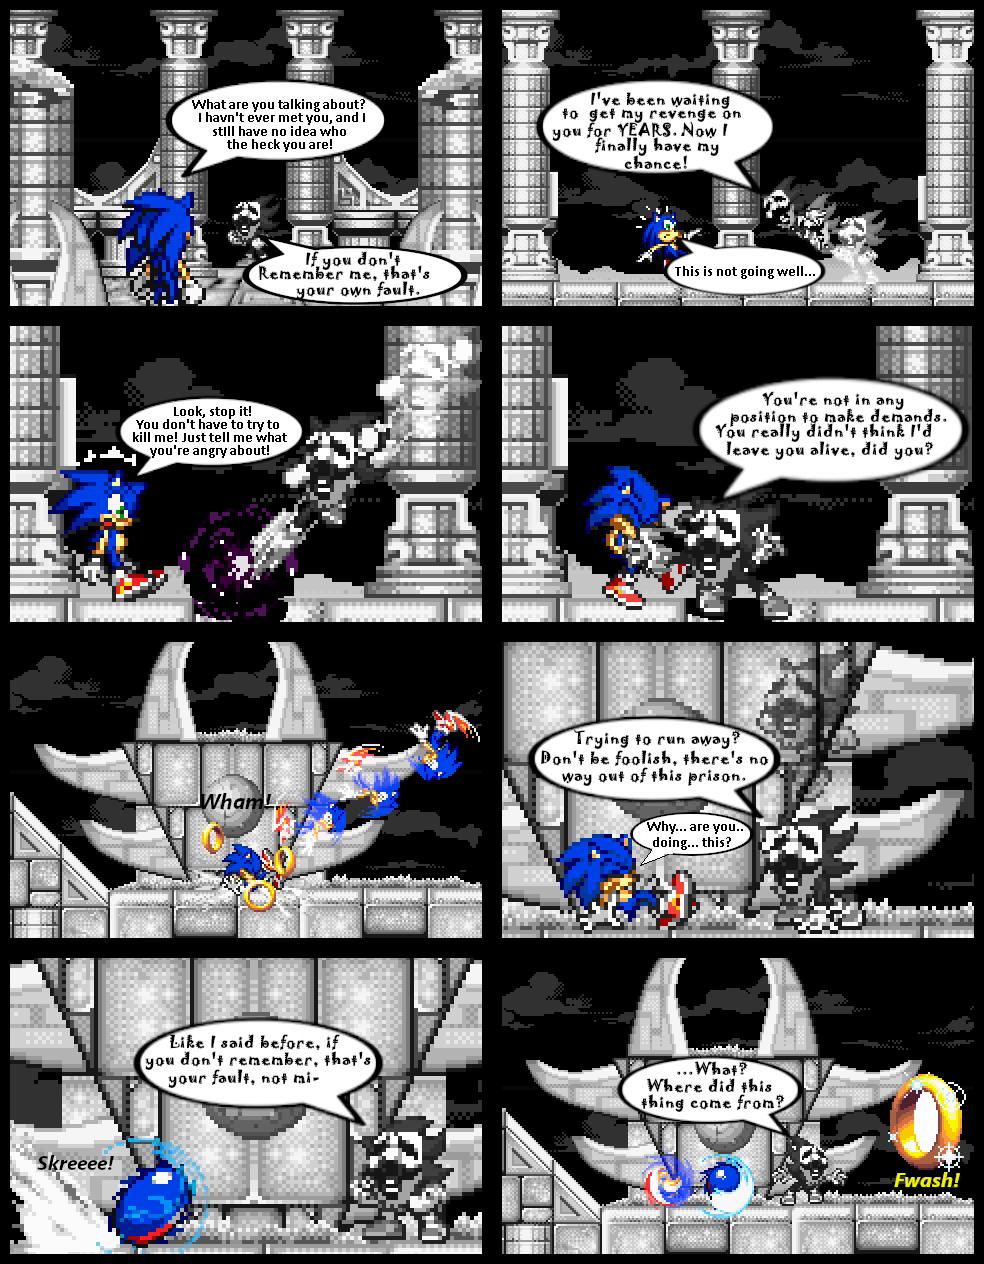 What are you talking about?
I havn't ever met you, and I
still have no idea who
the heck you are!
If you don't
Remember me, that's
your own fault.
I've been waiting
to get my revenge on
you for YEARS. Now I
finally have my
chance!
This is not going well...
Look, stop it!
You don't have to try to
kill me! Just tell me what
you're angry about!
You're not in any
position to make demands.
You really didn't think I'd
leave you alive, did you?
Wham!
Trying to run away?
Don't be foolish, there's no
way out of this prison.
Why... are you..
doing... this?
Like I said before, if
you don't remember, that's
your fault, not mi-
Skreeee!
...What?
Where did this
thing come from?
Fwash!